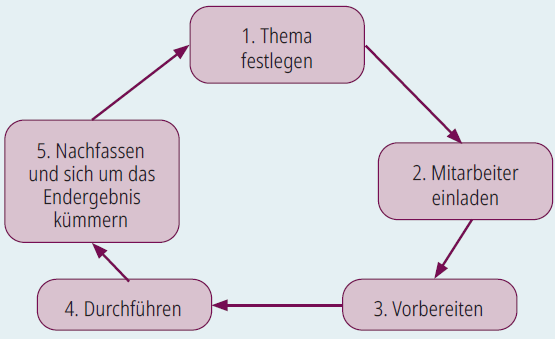 1. Thema
festlegen
2. Mitarbeiter
einladen
3. Vorbereiten
4. Durchführen
5. Nachfassen
und sich um das
Endergebnis
kümmern